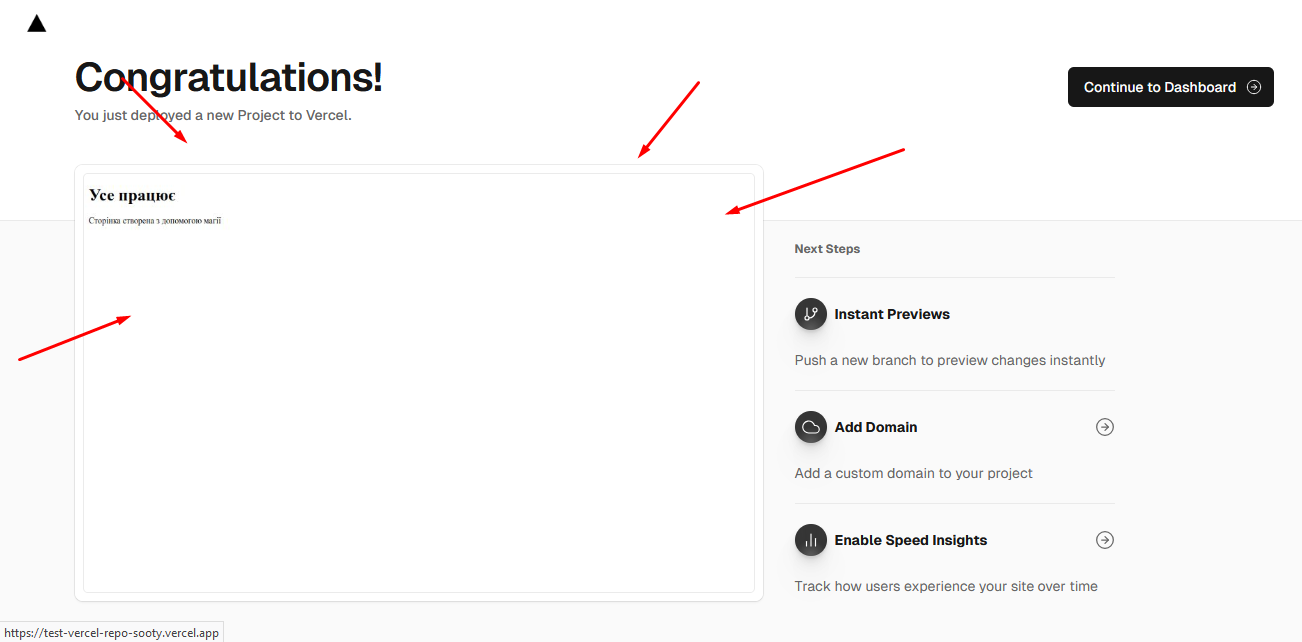 Congratulations!
You just deployed a new Project to Vercel.
Continue to Dashboard
Усе працює
Сторінка створена з допомогою магії
Next Steps
Instant Previews
Push a new branch to preview changes instantly
Add Domain
Add a custom domain to your project
Enable Speed Insights
Track how users experience your site over time
https://test-vercel-repo-sooty.vercel.app